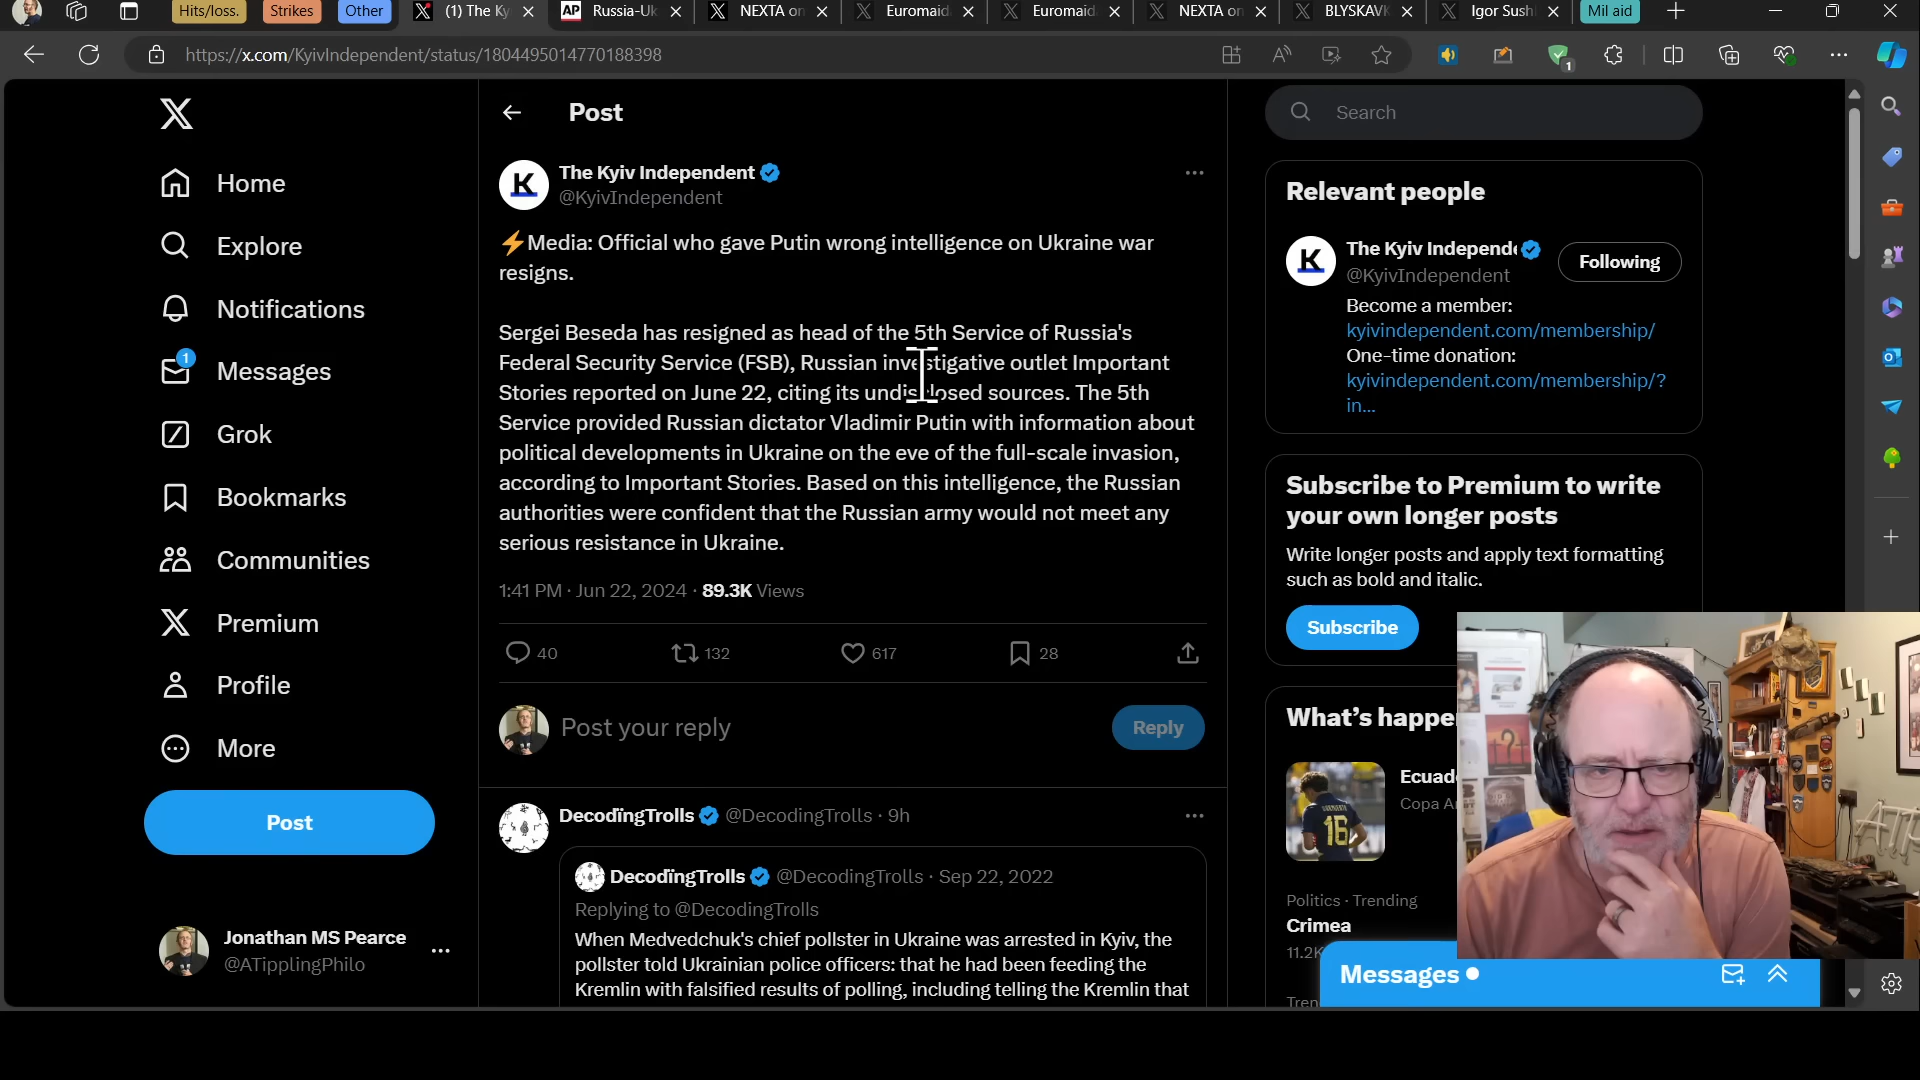 Hits/loss.
Strikes
Other
(1) The Ky
Russia-Uk
NEXTA on
Euromaid
Euromaid
NEXTA on
BLYSKAVK
Igor Sushk
Mil aid
https://x.com/KyivIndependent/status/1804495014770188398
Home
Explore
Notifications
1
Messages
Grok
Bookmarks
Communities
Premium
Profile
More
Post
Jonathan MS Pearce
@ATipplingPhilo
Post
The Kyiv Independent
@KyivIndependent
⚡Media: Official who gave Putin wrong intelligence on Ukraine war
resigns.
Sergei Beseda has resigned as head of the 5th Service of Russia's
Federal Security Service (FSB), Russian investigative outlet Important
Stories reported on June 22, citing its undisclosed sources. The 5th
Service provided Russian dictator Vladimir Putin with information about
political developments in Ukraine on the eve of the full-scale invasion,
according to Important Stories. Based on this intelligence, the Russian
authorities were confident that the Russian army would not meet any
serious resistance in Ukraine.
1:41 PM · Jun 22, 2024 · 89.3K Views
40 132 617 28
Post your reply
Reply
DecodingTrolls @DecodingTrolls · 9h
DecodingTrolls @DecodingTrolls · Sep 22, 2022
Replying to @DecodingTrolls
When Medvedchuk's chief pollster in Ukraine was arrested in Kyiv, the
pollster told Ukrainian police officers: that he had been feeding the
Kremlin with falsified results of polling, including telling the Kremlin that
Search
Relevant people
The Kyiv Independe
@KyivIndependent
Following
Become a member:
kyivindependent.com/membership/
One-time donation:
kyivindependent.com/membership/?
in...
Subscribe to Premium to write
your own longer posts
Write longer posts and apply text formatting
such as bold and italic.
Subscribe
What's happe
Ecuad
Copa A
16
Politics · Trending
Crimea
11.2K
Tren
Messages